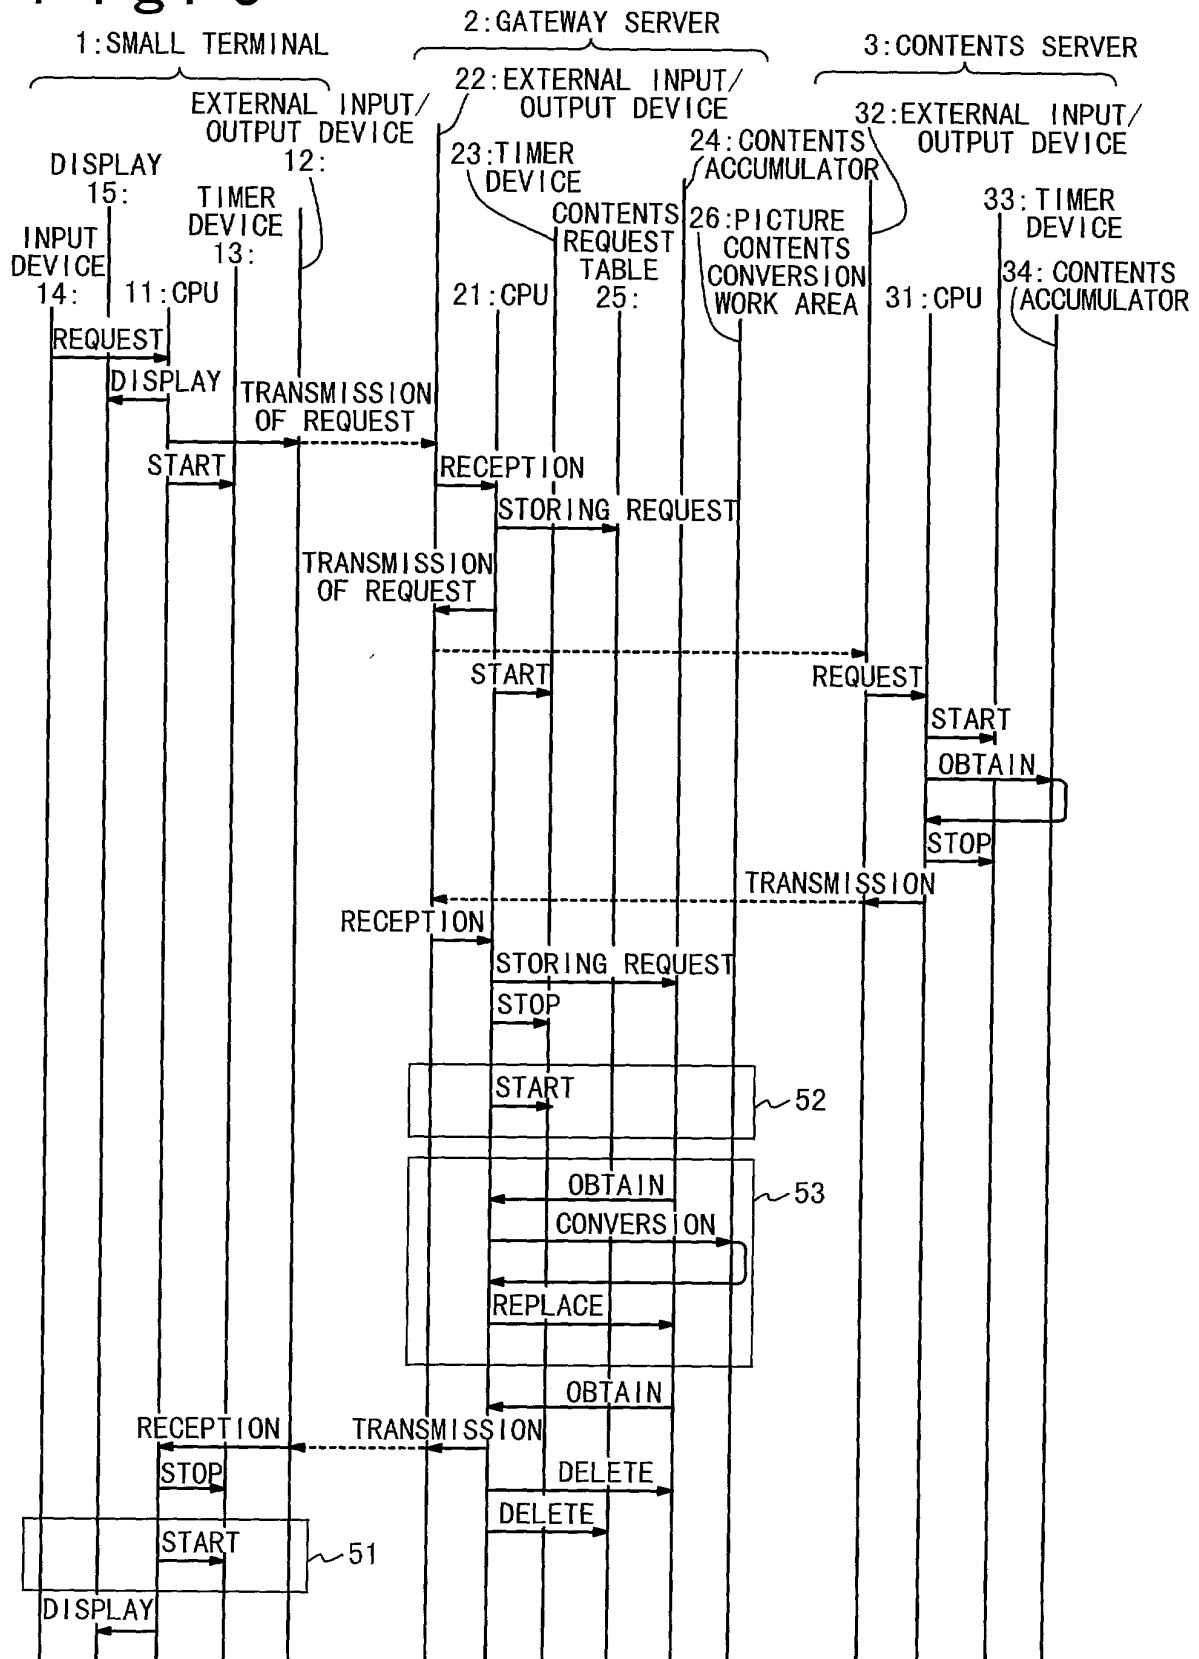 2:GATEWAY SERVER
1:SMALL TERMINAL
3:CONTENTS SERVER
22:EXTERNAL INPUT/
OUTPUT DEVICE
EXTERNAL INPUT/
OUTPUT DEVICE
12:
32:EXTERNAL INPUT/
OUTPUT DEVICE
24:CONTENTS
ACCUMULATOR
23:TIMER
DEVICE
DISPLAY
15:
TIMER
DEVICE
13:
33:TIMER
DEVICE
CONTENTS
REQUEST
TABLE
25:
26:PICTURE
CONTENTS
CONVERSION
WORK AREA
INPUT
DEVICE
14:
11:CPU
21:CPU
31:CPU
34:CONTENTS
ACCUMULATOR
REQUEST
DISPLAY
TRANSMISSION
OF REQUEST
START
RECEPTION
STORING REQUEST
TRANSMISSION
OF REQUEST
START
REQUEST
START
OBTAIN
STOP
TRANSMISSION
RECEPTION
STORING REQUEST
STOP
START
52
OBTAIN
53
CONVERSION
REPLACE
OBTAIN
RECEPTION
TRANSMISSION
STOP
DELETE
DELETE
START
51
DISPLAY